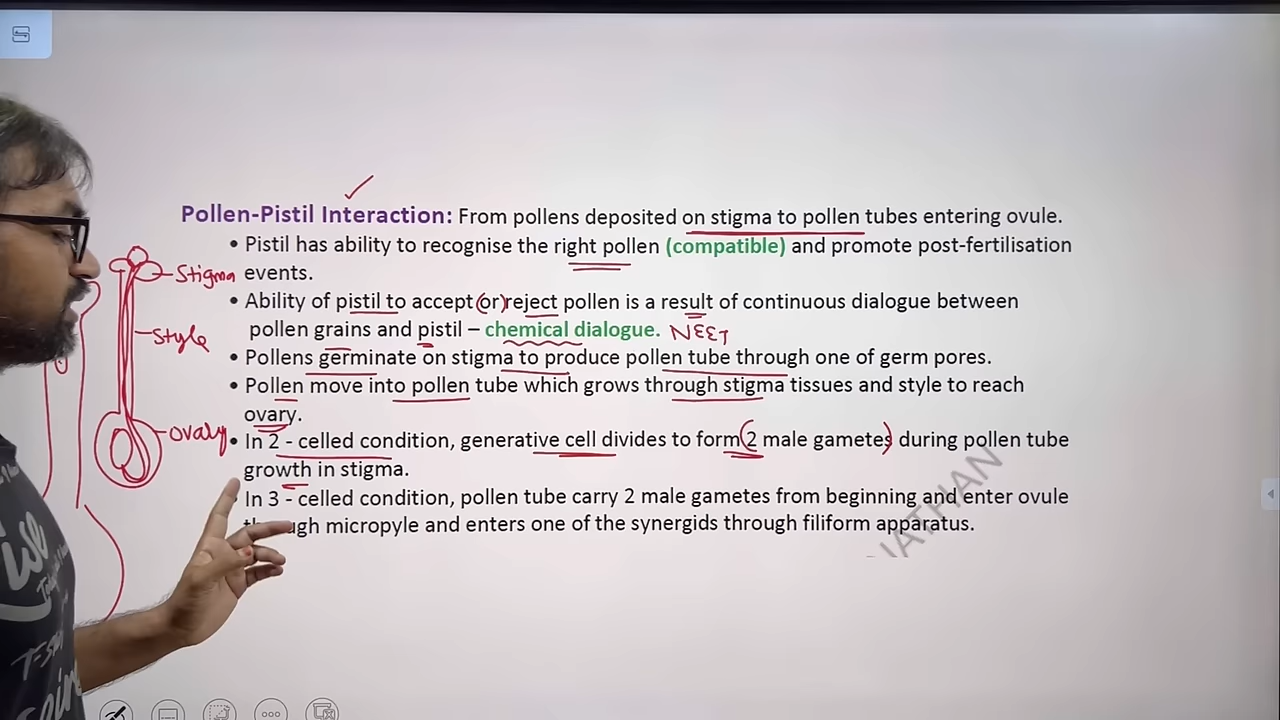 Pollen-Pistil Interaction: From pollens deposited on stigma to pollen tubes entering ovule.
• Pistil has ability to recognise the right pollen (compatible) and promote post-fertilisation
Stigma events.
• Ability of pistil to accept (or) reject pollen is a result of continuous dialogue between
pollen grains and pistil – chemical dialogue. NEET
Style
• Pollens germinate on stigma to produce pollen tube through one of germ pores.
• Pollen move into pollen tube which grows through stigma tissues and style to reach
ovary.
Ovary
• In 2 - celled condition, generative cell divides to form (2 male gametes) during pollen tube
growth in stigma.
In 3 - celled condition, pollen tube carry 2 male gametes from beginning and enter ovule
micropyle and enters one of the synergids through filiform apparatus.
NATHAN